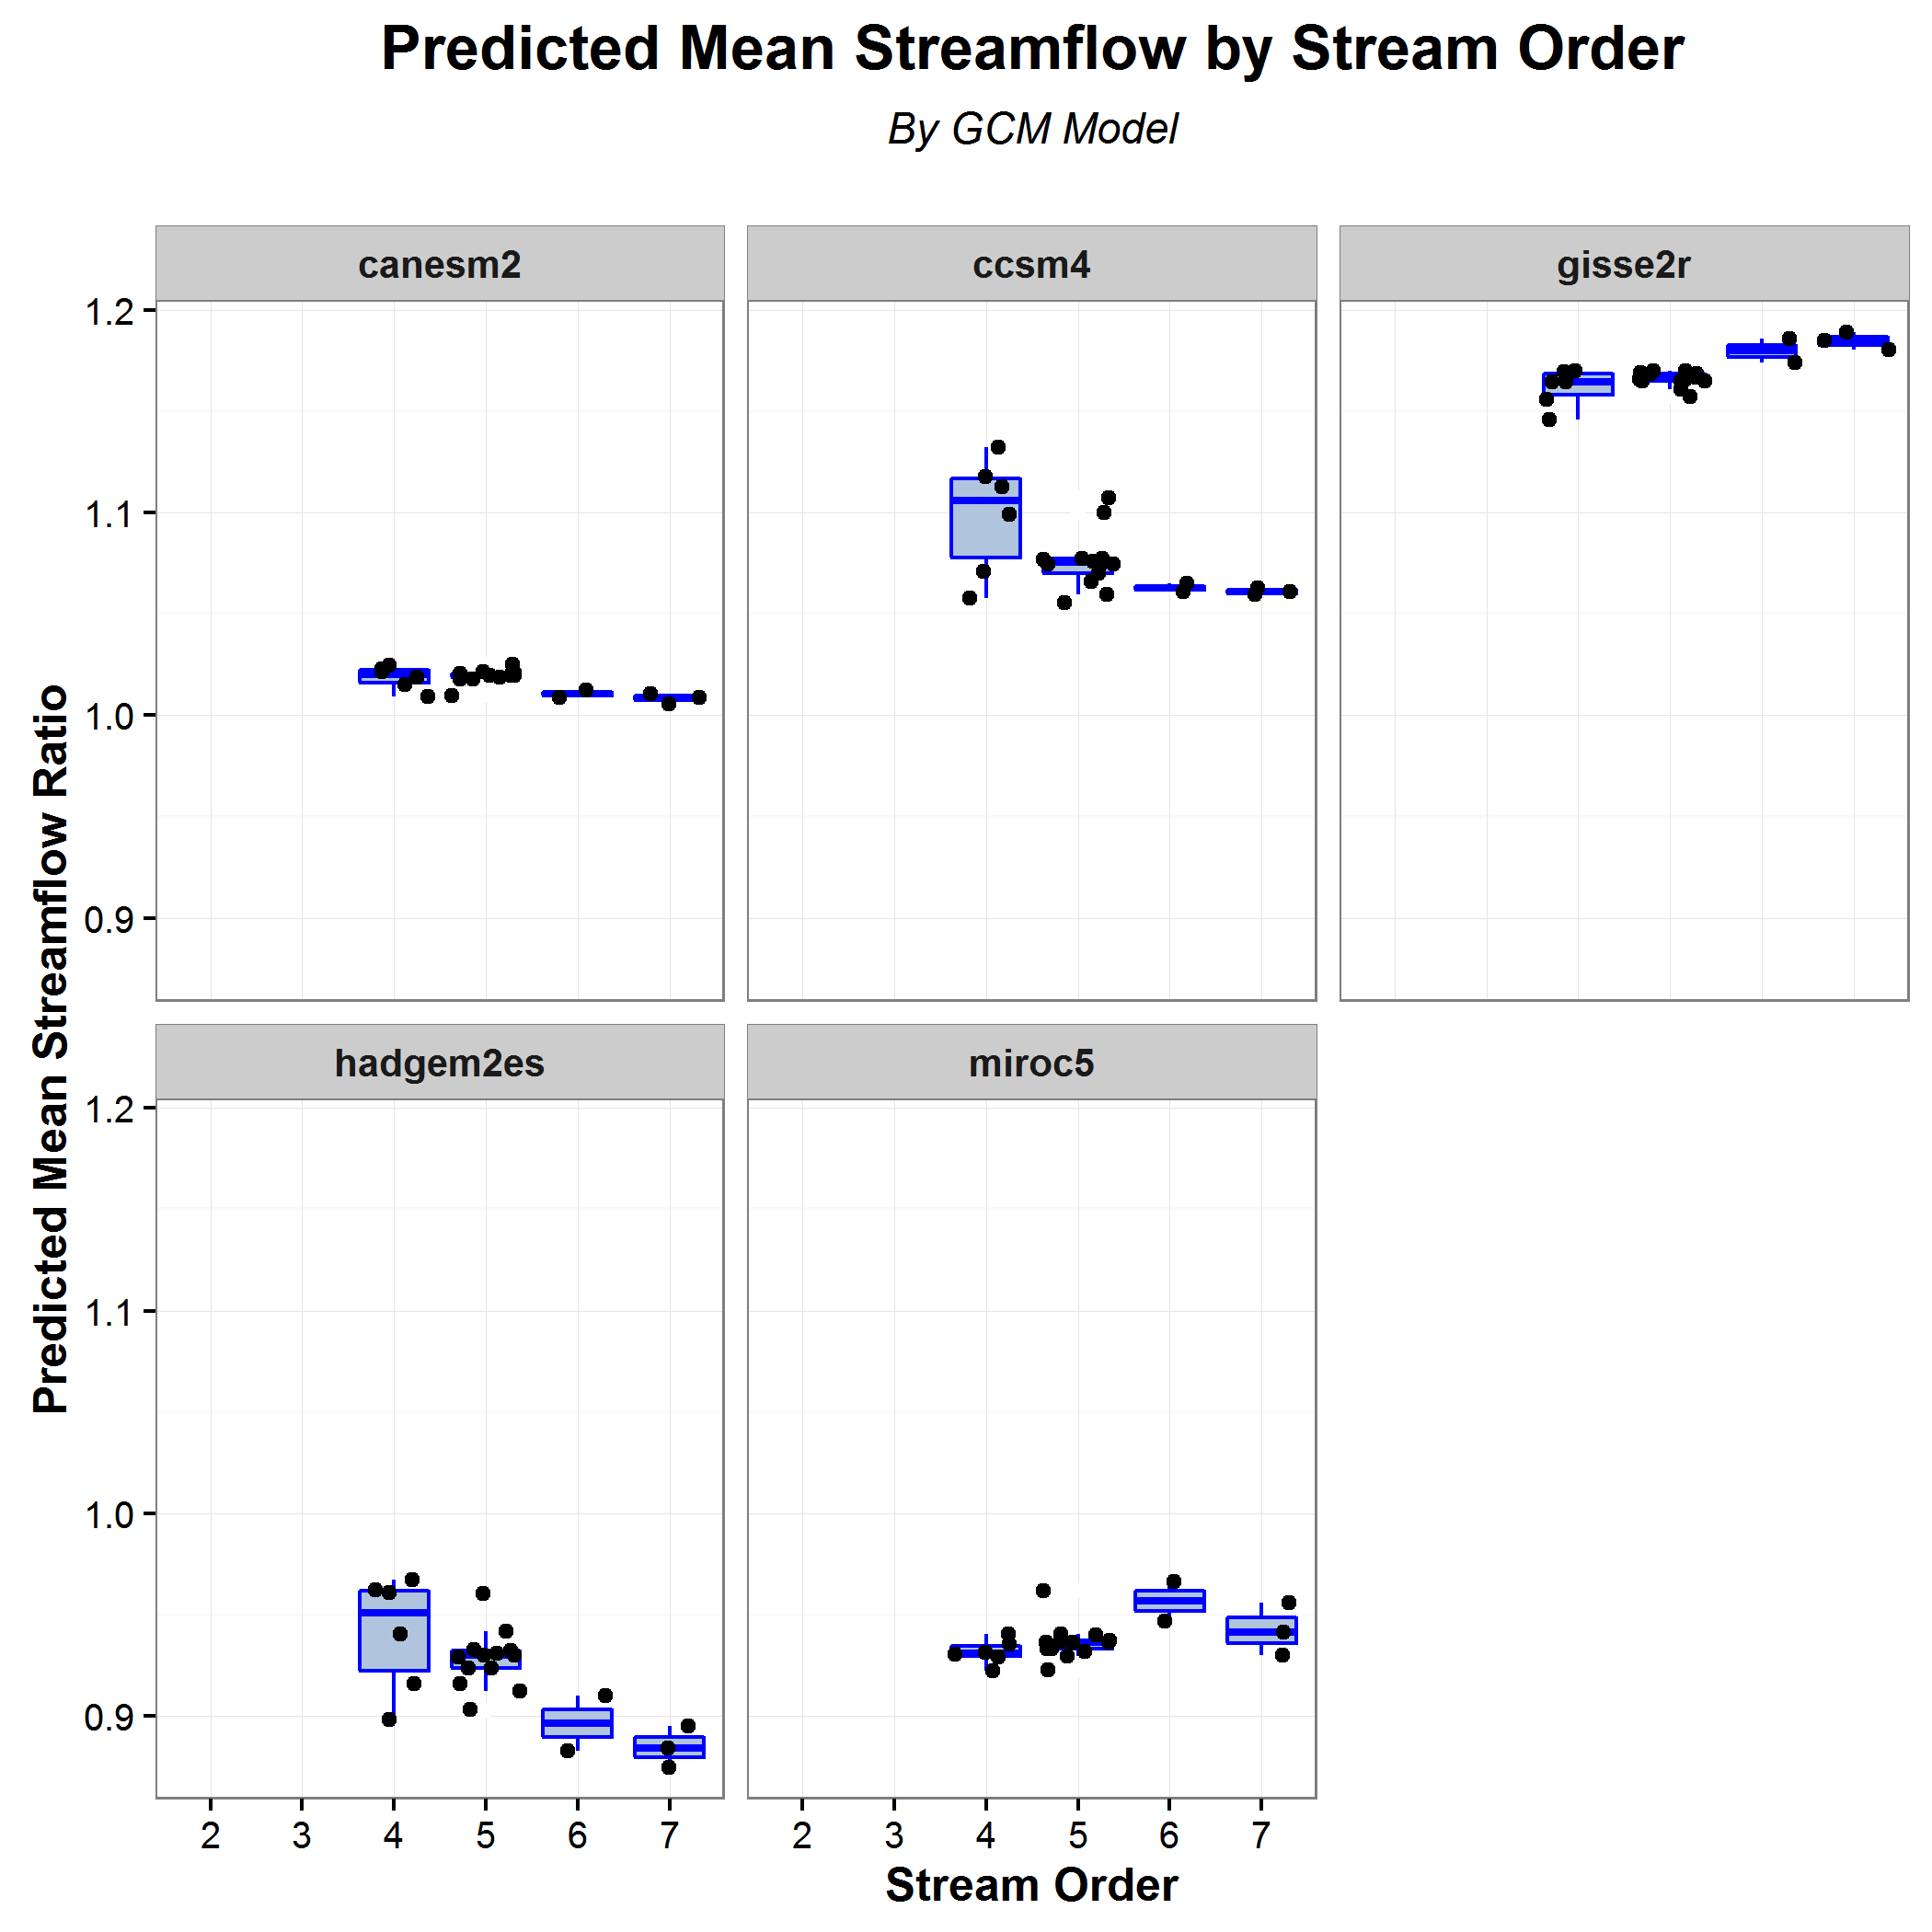 Predicted Mean Streamflow by Stream Order
By GCM Model
canesm2
ccsm4
gisse2r
1.2
1.1
1.0
0.9
Predicted Mean Streamflow Ratio
hadgem2es
miroc5
1.2
1.1
1.0
0.9
2 3 4 5 6 7
2 3 4 5 6 7
Stream Order